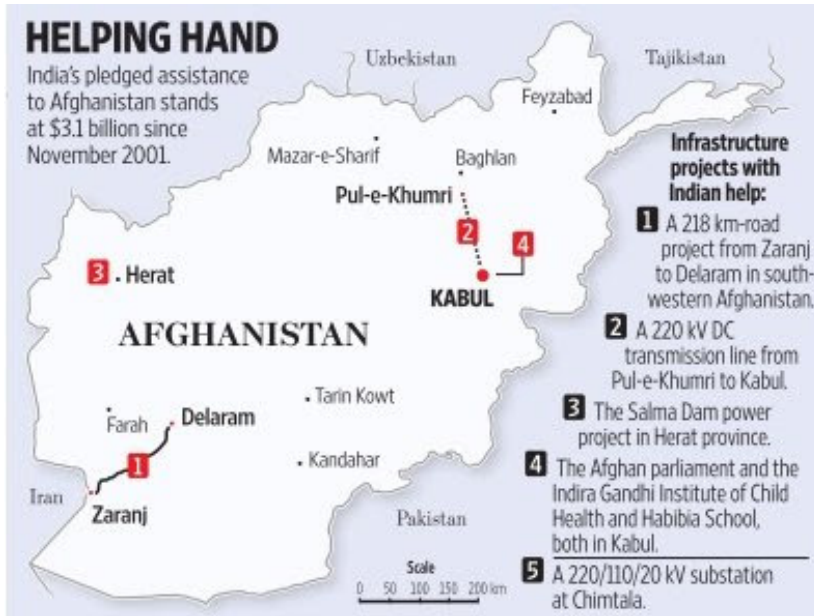 HELPING HAND
India's pledged assistance
to Afghanistan stands
at $3.1 billion since
November 2001.
Uzbekistan
Tajikistan
Feyzabad
Mazar-e-Sharif
Baghlan
Pul-e-Khumri
2
4
3
Herat
KABUL
AFGHANISTAN
Tarin Kowt
Farah
Delaram
1
Kandahar
Iran
Zaranj
Pakistan
Scale
0 50 100 150 200 km
Infrastructure
projects with
Indian help:
1 A 218 km-road
project from Zaranj
to Delaram in south-
western Afghanistan.
2 A 220 kV DC
transmission line from
Pul-e-Khumri to Kabul.
3 The Salma Dam power
project in Herat province.
4 The Afghan parliament and the
Indira Gandhi Institute of Child
Health and Habibia School,
both in Kabul.
5 A 220/110/20 kV substation
at Chimtala.